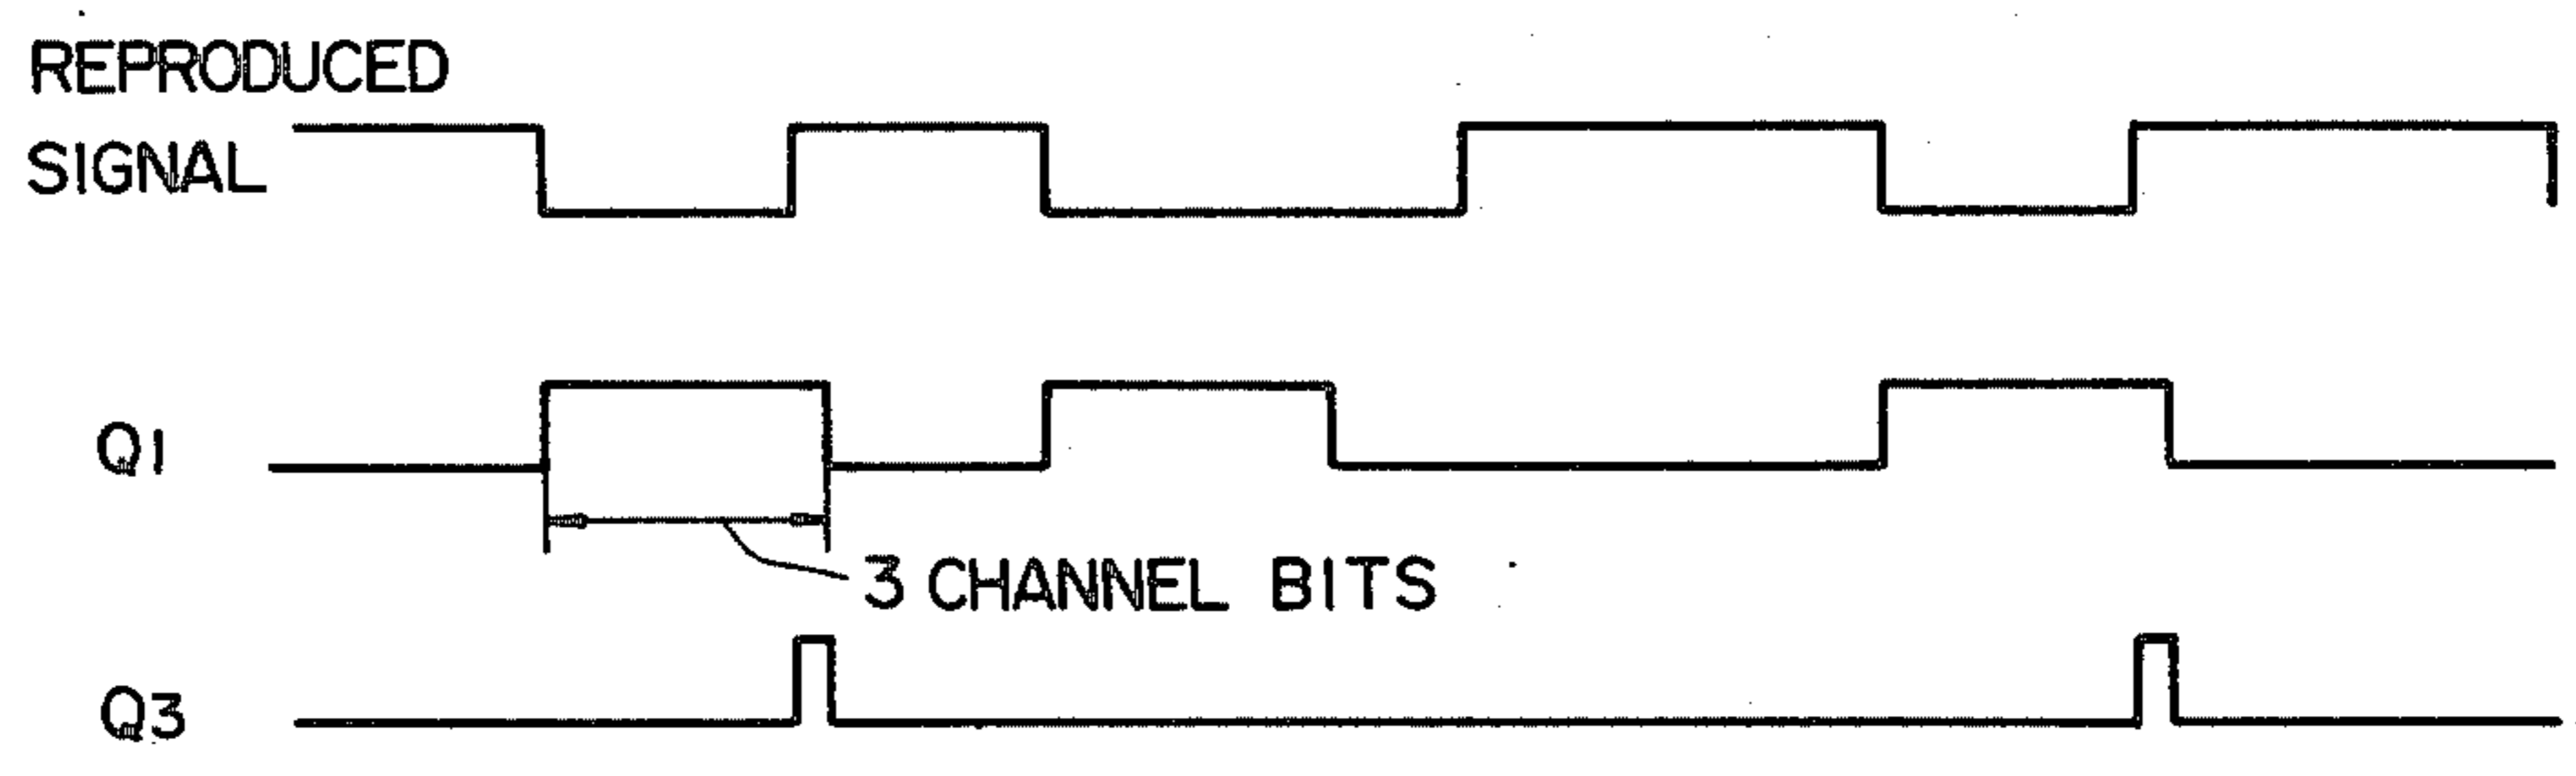 REPRODUCED
SIGNAL
Q1
3 CHANNEL BITS
Q3